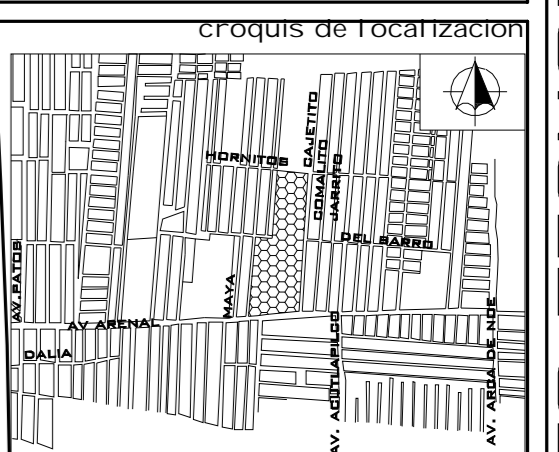 croquis de localizacion
HORNITOS
CAJETITO
COMALITO
JARRITO
DEL BARRO
AV.PATOS
MAYA
AV ARENAL
DALIA
AV. ACUTLAPILCO
AV. ARCA DE NOE